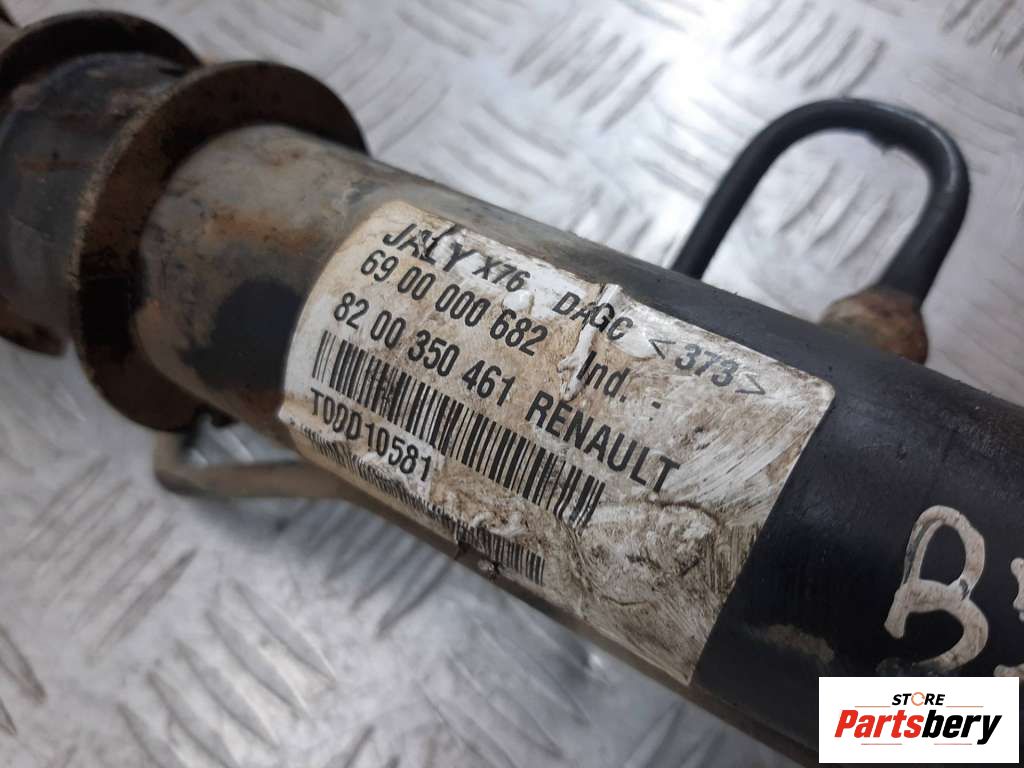 JALY X76 DAGC <373>
69 00 000 682 Ind. -
82 00 350 461 RENAULT
T00D10581
STORE
Partsbery